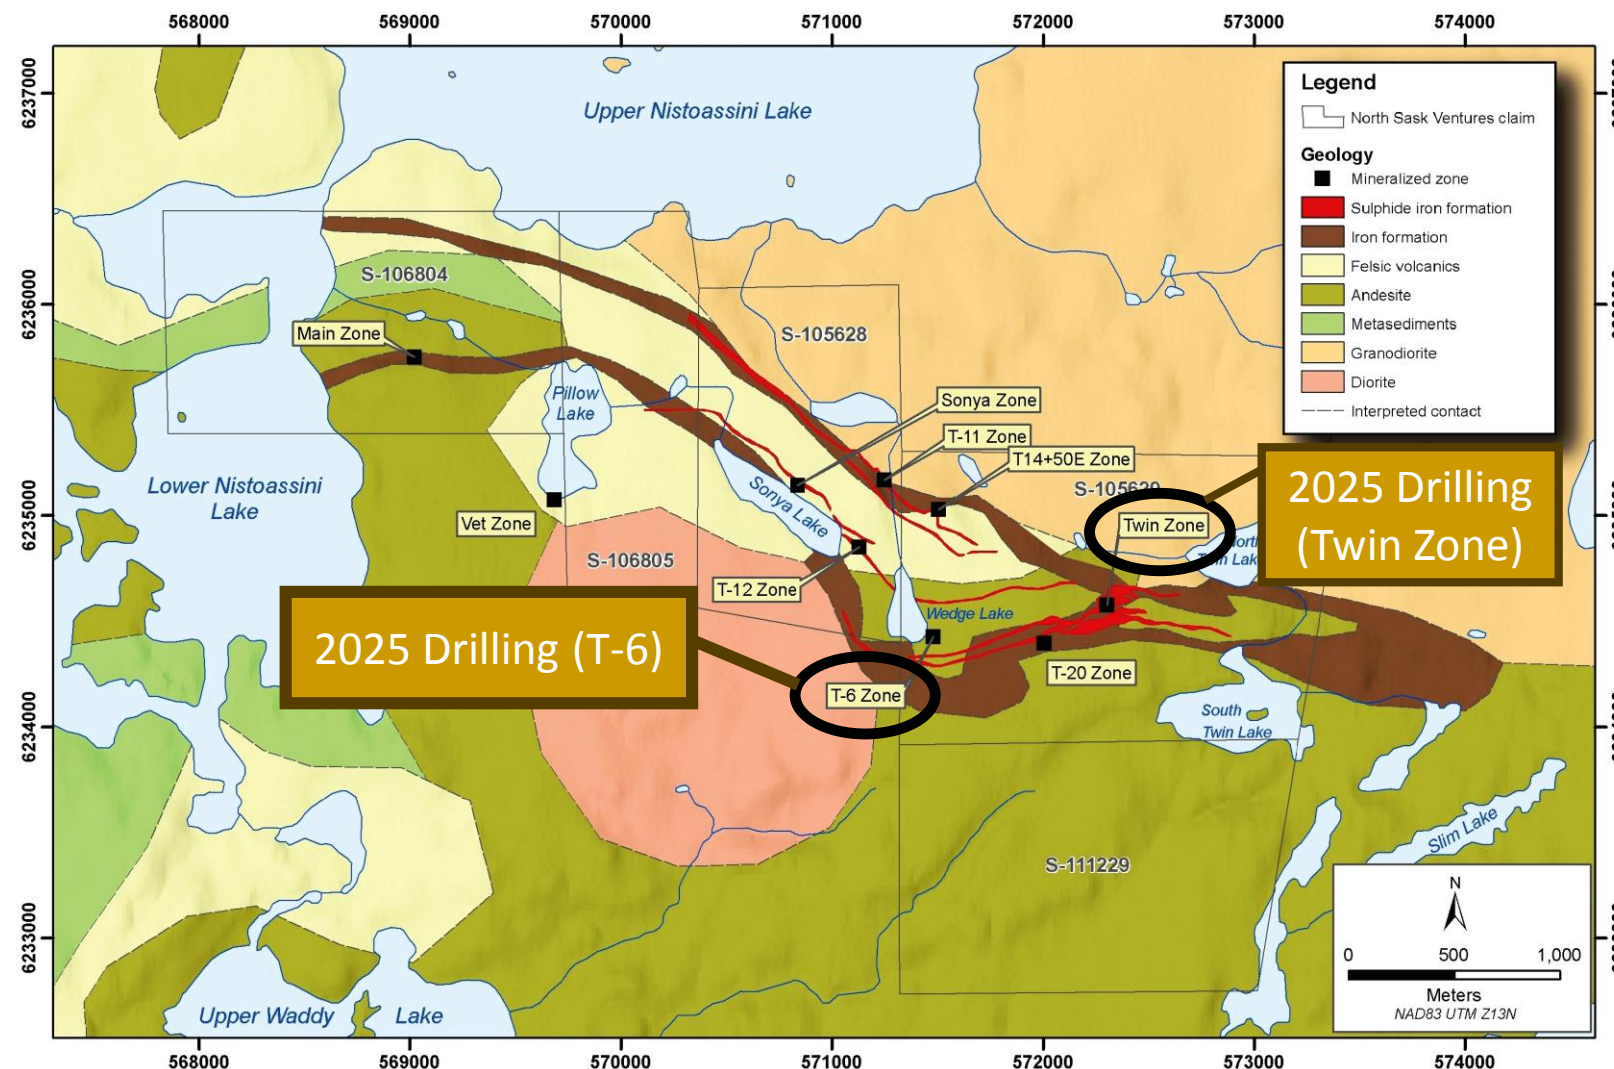 568000 569000 570000 571000 572000 573000 574000
6237000
6236000
6235000
6234000
6233000
Upper Nistoassini Lake
Legend
North Sask Ventures claim
Geology
Mineralized zone
Sulphide iron formation
Iron formation
Felsic volcanics
Andesite
Metasediments
Granodiorite
Diorite
Interpreted contact
S-106804
Main Zone
S-105628
Pillow
Lake
Sonya Zone
T-11 Zone
T14+50E Zone
Lower Nistoassini
Lake
Vet Zone
Sonya Lake
S-105629
Twin Zone
2025 Drilling
(Twin Zone)
S-106805
T-12 Zone
Wedge Lake
2025 Drilling (T-6)
T-6 Zone
T-20 Zone
South
Twin Lake
Slim Lake
S-111229
N
0 500 1,000
Meters
NAD83 UTM Z13N
Upper Waddy Lake
568000 569000 570000 571000 572000 573000 574000